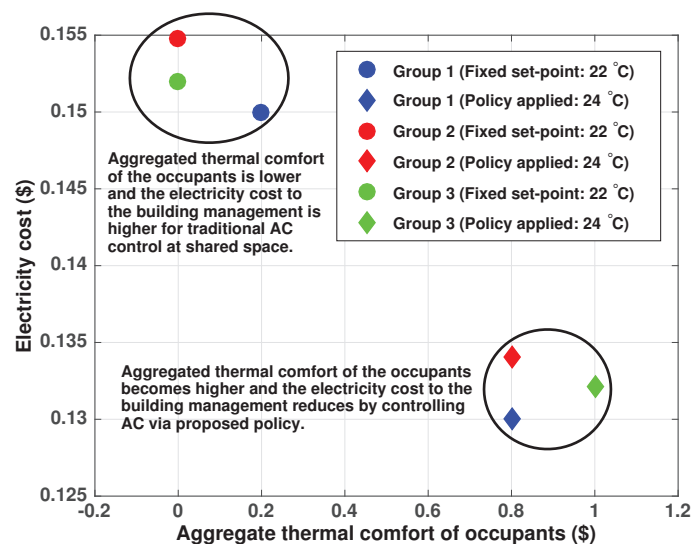 0.155
0.15
0.145
0.14
0.135
0.13
0.125
Electricity cost ($)
Group 1 (Fixed set-point: 22 °C)
Group 1 (Policy applied: 24 °C)
Group 2 (Fixed set-point: 22 °C)
Group 2 (Policy applied: 24 °C)
Group 3 (Fixed set-point: 22 °C)
Group 3 (Policy applied: 24 °C)
Aggregated thermal comfort
of the occupants is lower
and the electricity cost to
the building management is
higher for traditional AC
control at shared space.
Aggregated thermal comfort of the occupants
becomes higher and the electricity cost to the
building management reduces by controlling
AC via proposed policy.
-0.2 0 0.2 0.4 0.6 0.8 1 1.2
Aggregate thermal comfort of occupants ($)